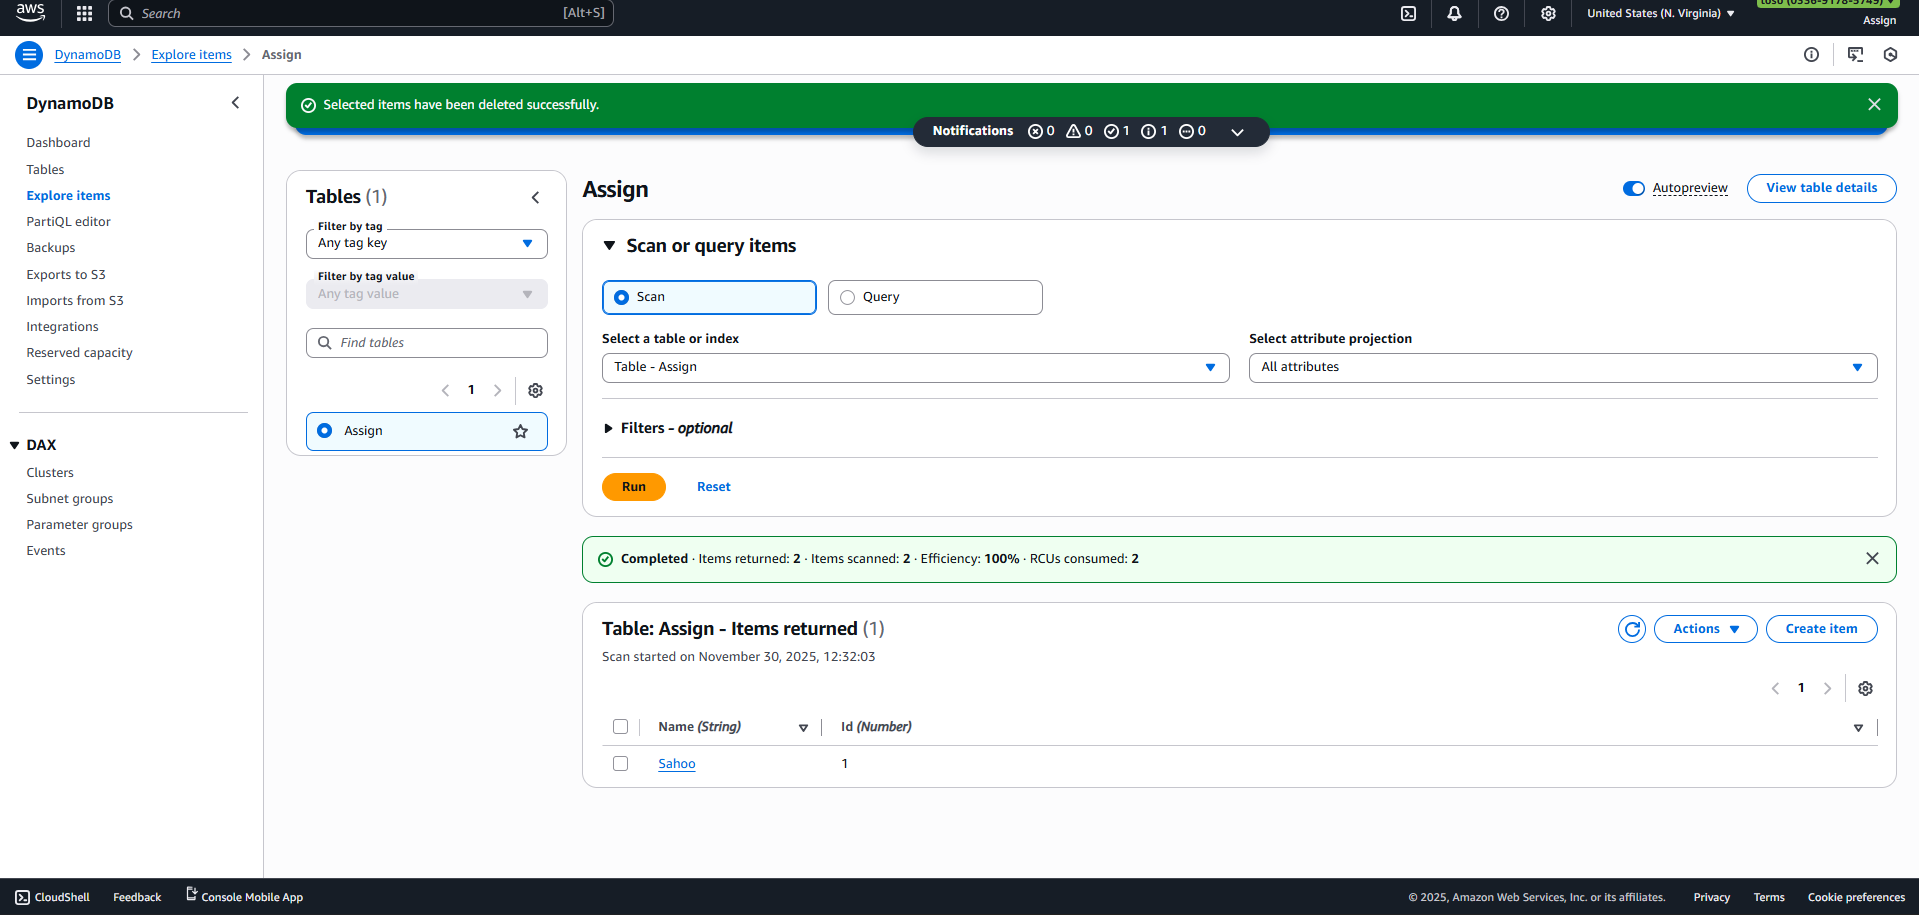 aws
Search
[Alt+S]
United States (N. Virginia)
Assign
DynamoDB
Explore items
Assign
DynamoDB
Dashboard
Tables
Explore items
PartiQL editor
Backups
Exports to S3
Imports from S3
Integrations
Reserved capacity
Settings
DAX
Clusters
Subnet groups
Parameter groups
Events
Selected items have been deleted successfully.
Notifications 0 0 1 1 0
Tables (1)
Filter by tag
Any tag key
Filter by tag value
Any tag value
Find tables
1
Assign
Assign
Autopreview
View table details
Scan or query items
Scan
Query
Select a table or index
Table - Assign
Select attribute projection
All attributes
Filters - optional
Run
Reset
Completed · Items returned: 2 · Items scanned: 2 · Efficiency: 100% · RCUs consumed: 2
Table: Assign - Items returned (1)
Scan started on November 30, 2025, 12:32:03
Actions
Create item
1
Name (String)
Id (Number)
Sahoo
1
CloudShell
Feedback
Console Mobile App
© 2025, Amazon Web Services, Inc. or its affiliates.
Privacy
Terms
Cookie preferences